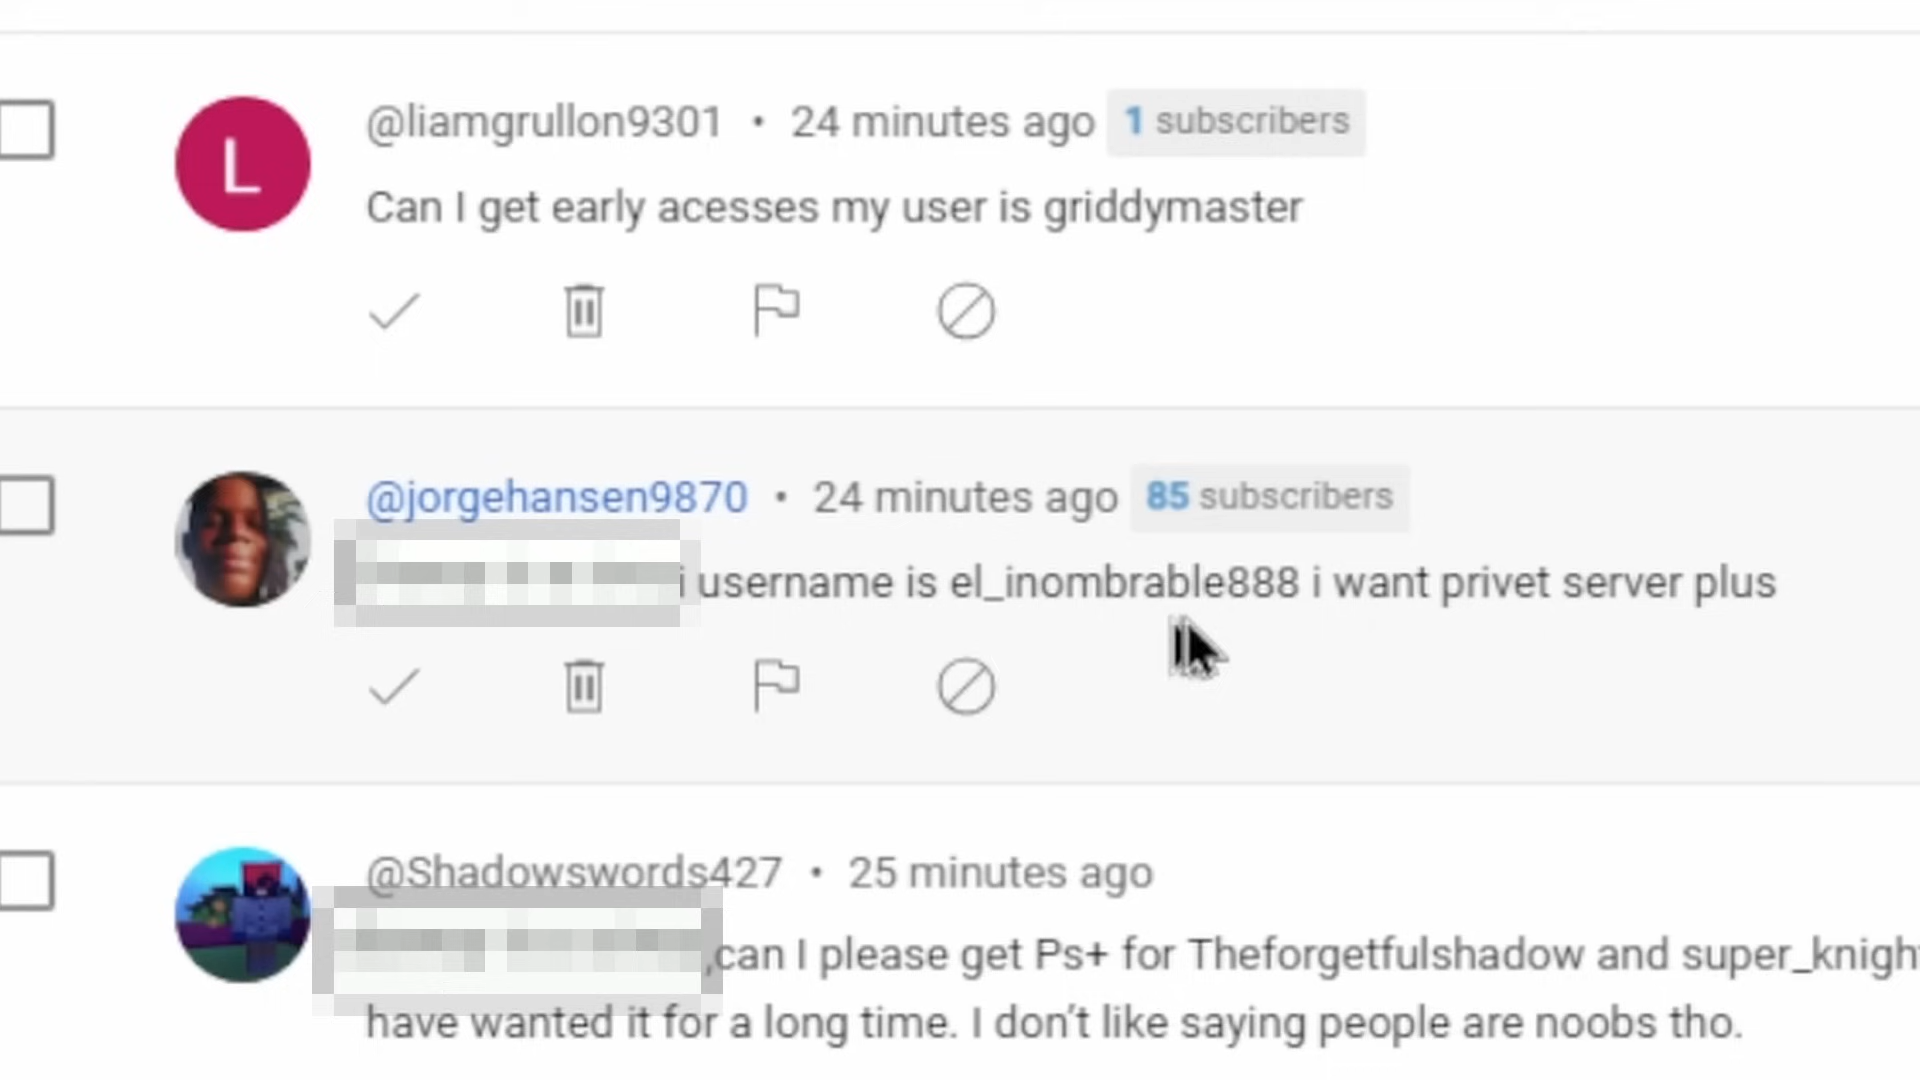 L
@liamgrullon9301 • 24 minutes ago 1 subscribers
Can I get early acesses my user is griddymaster
@jorgehansen9870 • 24 minutes ago 85 subscribers
i username is el_inombrable888 i want privet server plus
@Shadowswords427 • 25 minutes ago
,can I please get Ps+ for Theforgetfulshadow and super_knigh
have wanted it for a long time. I don't like saying people are noobs tho.